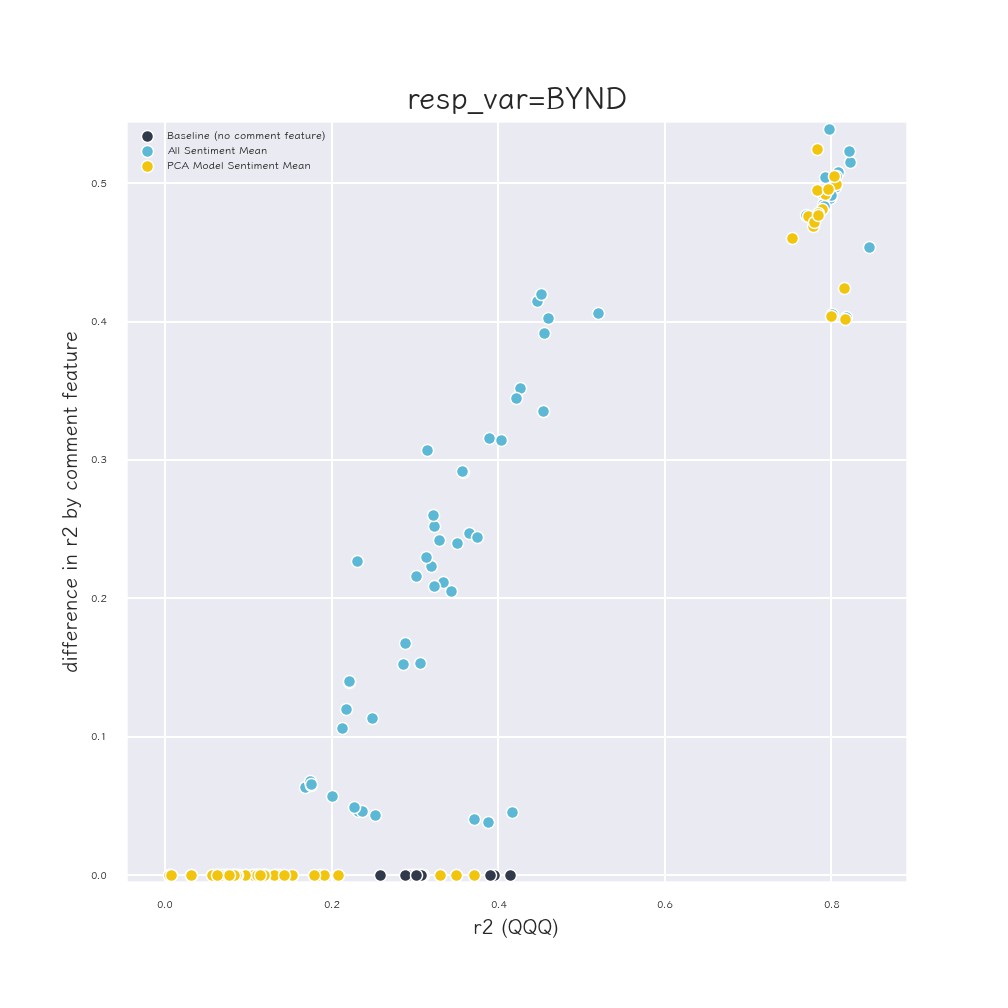 resp_var=BYND
Baseline (no comment feature)
All Sentiment Mean
PCA Model Sentiment Mean
difference in r2 by comment feature
0.5
0.4
0.3
0.2
0.1
0.0
0.0 0.2 0.4 0.6 0.8
r2 (QQQ)